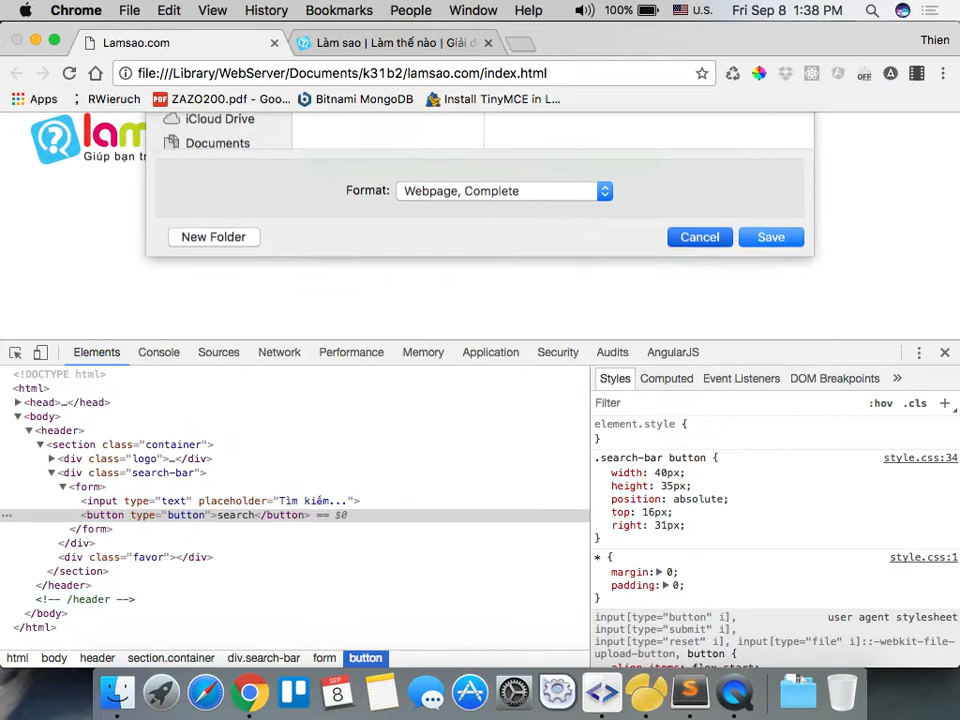 Chrome File Edit View History Bookmarks People Window Help 100% U.S. Fri Sep 8 1:38 PM
Lamsao.com
Làm sao | Làm thế nào | Giải đ
Thien
file:///Library/WebServer/Documents/k31b2/lamsao.com/index.html
OFF
Apps ; RWieruch ZAZO200.pdf - Goo... Bitnami MongoDB Install TinyMCE in L...
iCloud Drive
lam
Documents
Giúp bạn tr
Format: Webpage, Complete
New Folder Cancel Save
Elements Console Sources Network Performance Memory Application Security Audits AngularJS
<!DOCTYPE html>
<html>
<head>…</head>
<body>
<header>
<section class="container">
<div class="logo">…</div>
<div class="search-bar">
<form>
<input type="text" placeholder="Tìm kiếm...">
<button type="button">search</button> == $0
</form>
</div>
<div class="favor"></div>
</section>
</header>
<!-- /header -->
</body>
</html>
html body header section.container div.search-bar form button
Styles Computed Event Listeners DOM Breakpoints »
Filter :hov .cls +
element.style {
}
.search-bar button { style.css:34
width: 40px;
height: 35px;
position: absolute;
top: 16px;
right: 31px;
}
* { style.css:1
margin: 0;
padding: 0;
}
input[type="button" i], user agent stylesheet
input[type="submit" i],
input[type="reset" i], input[type="file" i]::-webkit-file-
upload-button, button {
align-items: flex-start;
SEP
8